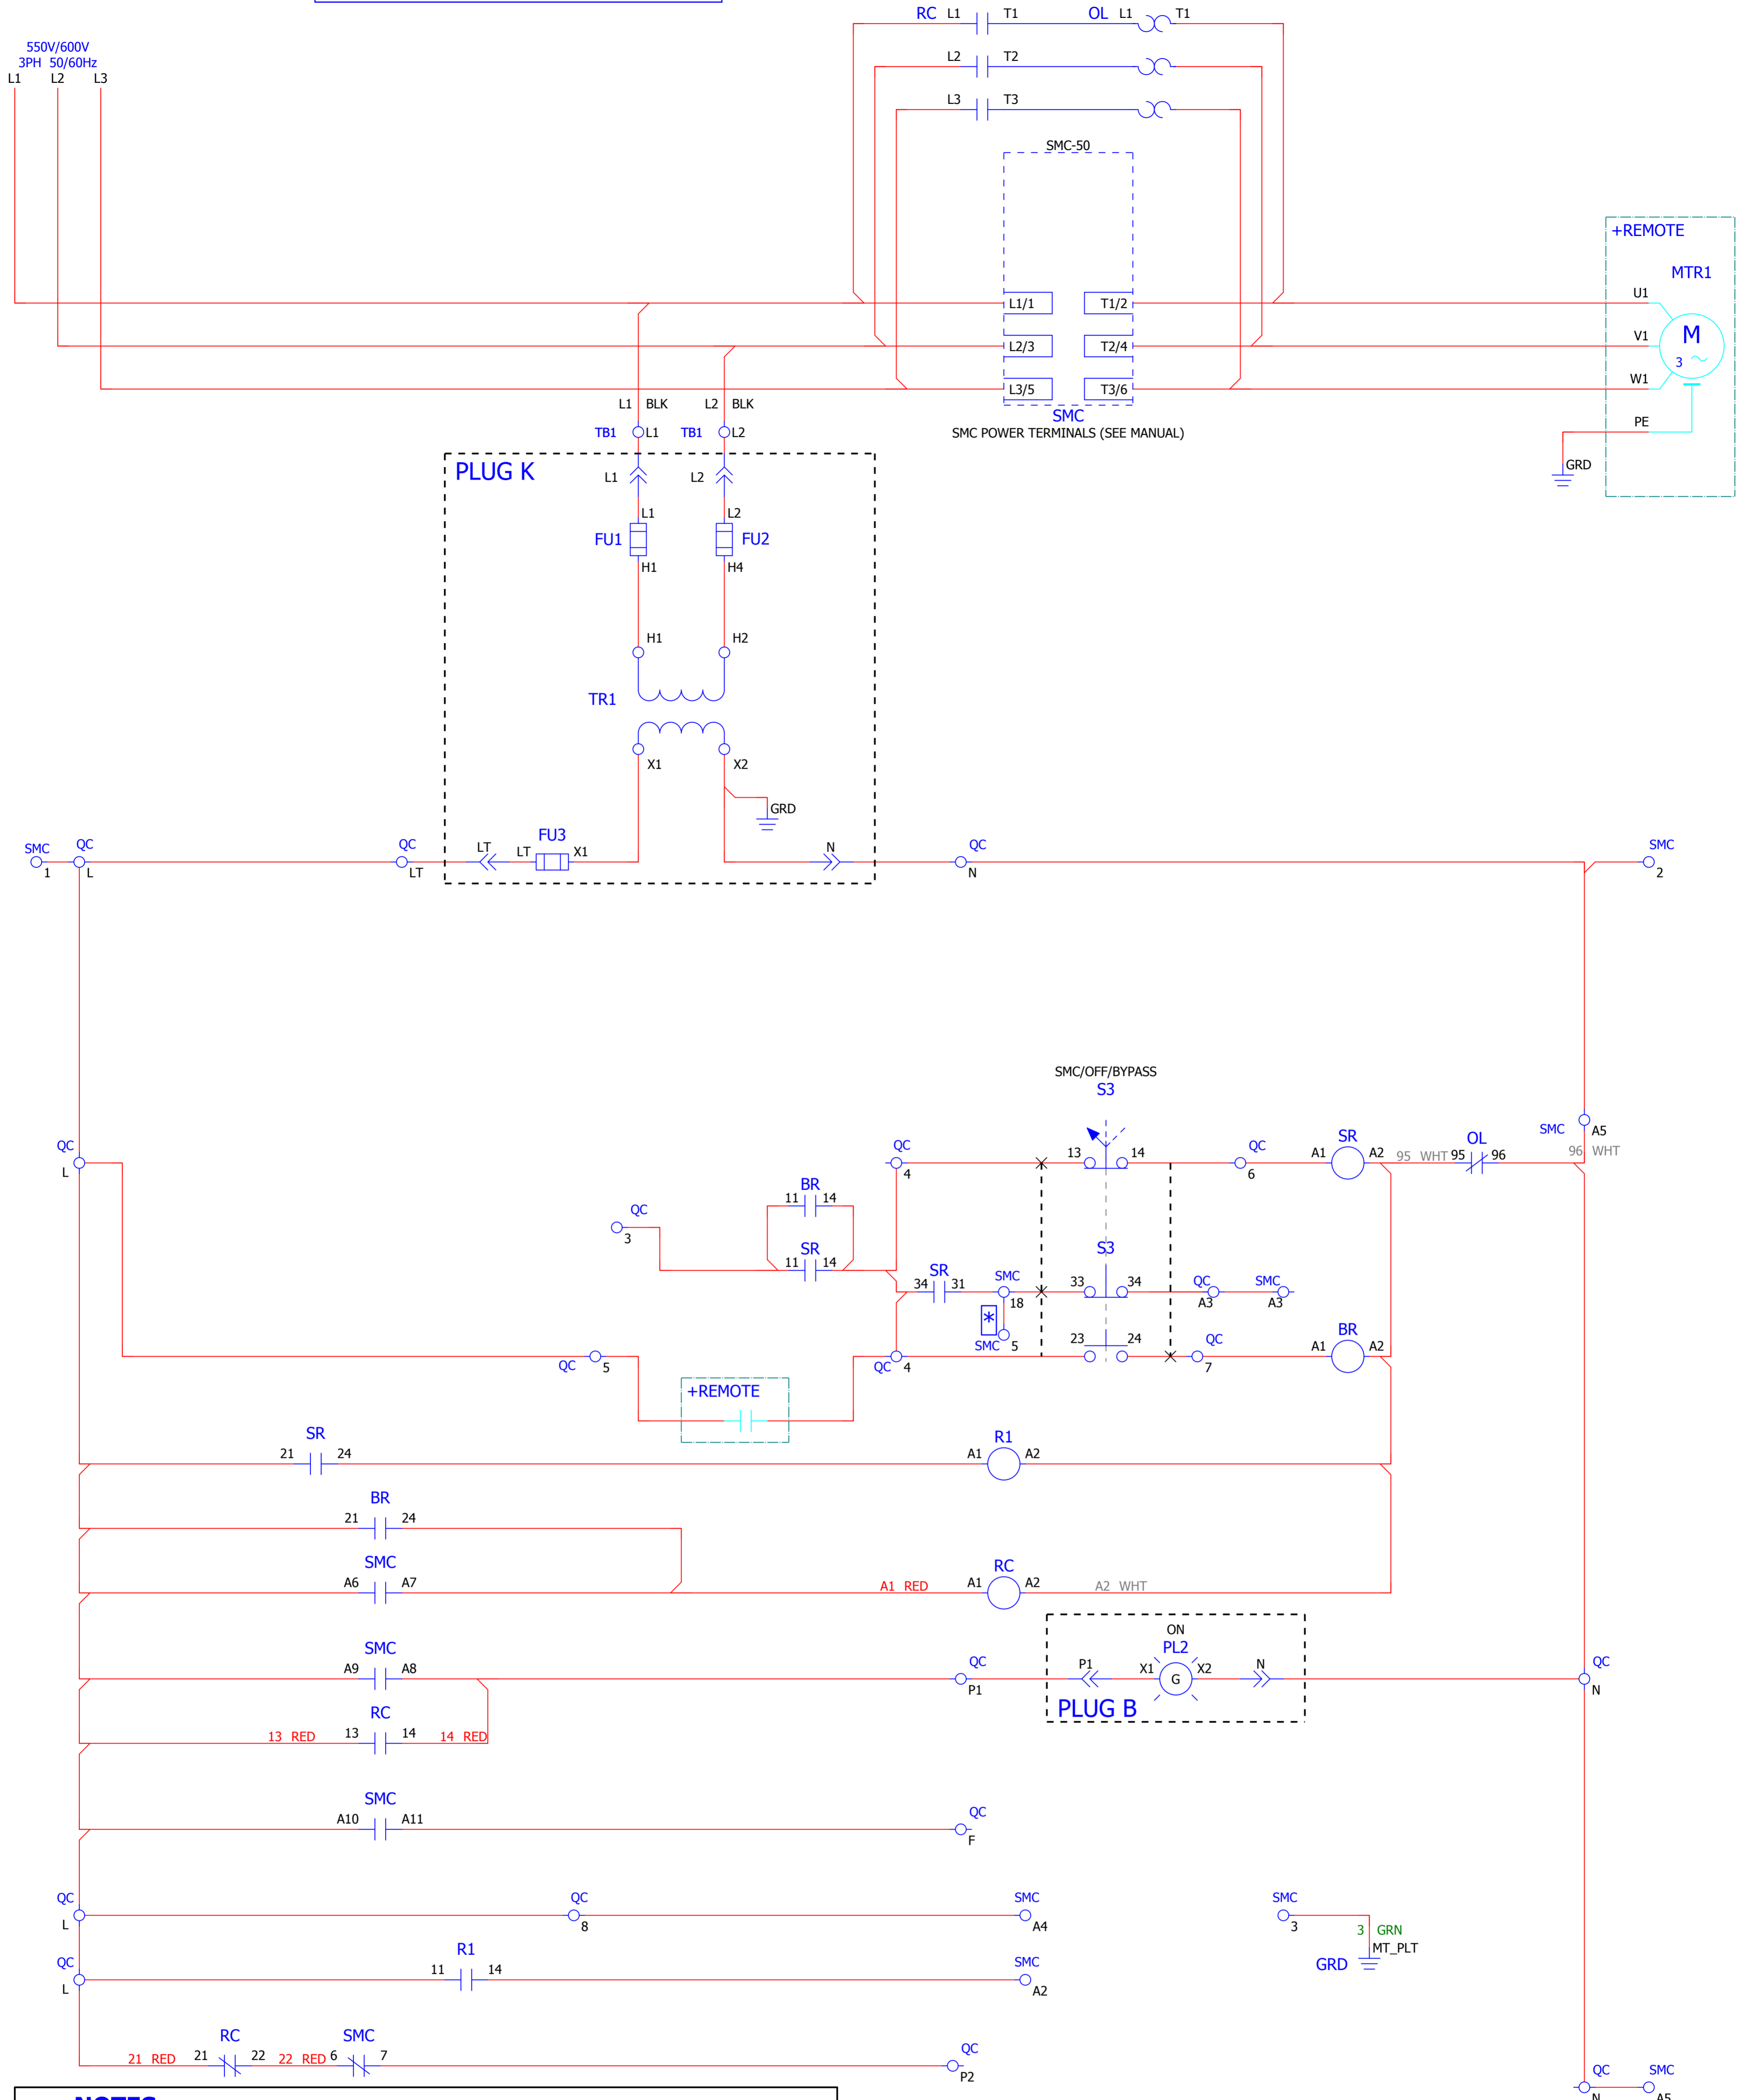 RC L1 T1 OL L1 T1
550V/600V
3PH 50/60Hz
L1 L2 L3
L2 T2
L3 T3
SMC-50
+REMOTE
MTR1
L1/1 T1/2 U1
L2/3 T2/4 V1
M
3
L3/5 T3/6 W1
L1 BLK L2 BLK
SMC
SMC POWER TERMINALS (SEE MANUAL)
PE
TB1 L1 TB1 L2
GRD
PLUG K
L1 L2
L1 L2
FU1 FU2
H1 H4
H1 H2
TR1
X1 X2
GRD
SMC QC QC LT LT FU3 X1 N QC SMC
1 L LT N 2
SMC/OFF/BYPASS
S3
SMC A5
QC QC 13 14 QC A1 SR A2 95 WHT 95 OL 96 96 WHT
L 4 6
BR
11 14
QC
3
SR
11 14
S3
SR
34 31
SMC 33 34 QC SMC
18 A3 A3
*
SMC 5
23 24 QC A1 BR A2
QC 5 QC 4 7
+REMOTE
SR
21 24
R1
A1 A2
BR
21 24
SMC
A6 A7 A1 RED
RC
A1 A2 A2 WHT
ON
SMC PL2
A9 A8 QC P1 X1 G X2 N QC
P1 N
PLUG B
RC
13 RED 13 14 14 RED
SMC
A10 A11 QC
F
QC QC SMC SMC
L 8 A4 3
3 GRN
MT_PLT
GRD
QC R1 SMC
L 11 14 A2
RC SMC
21 RED 21 22 22 RED 6 7 QC
P2
QC SMC
N A5
NOTES